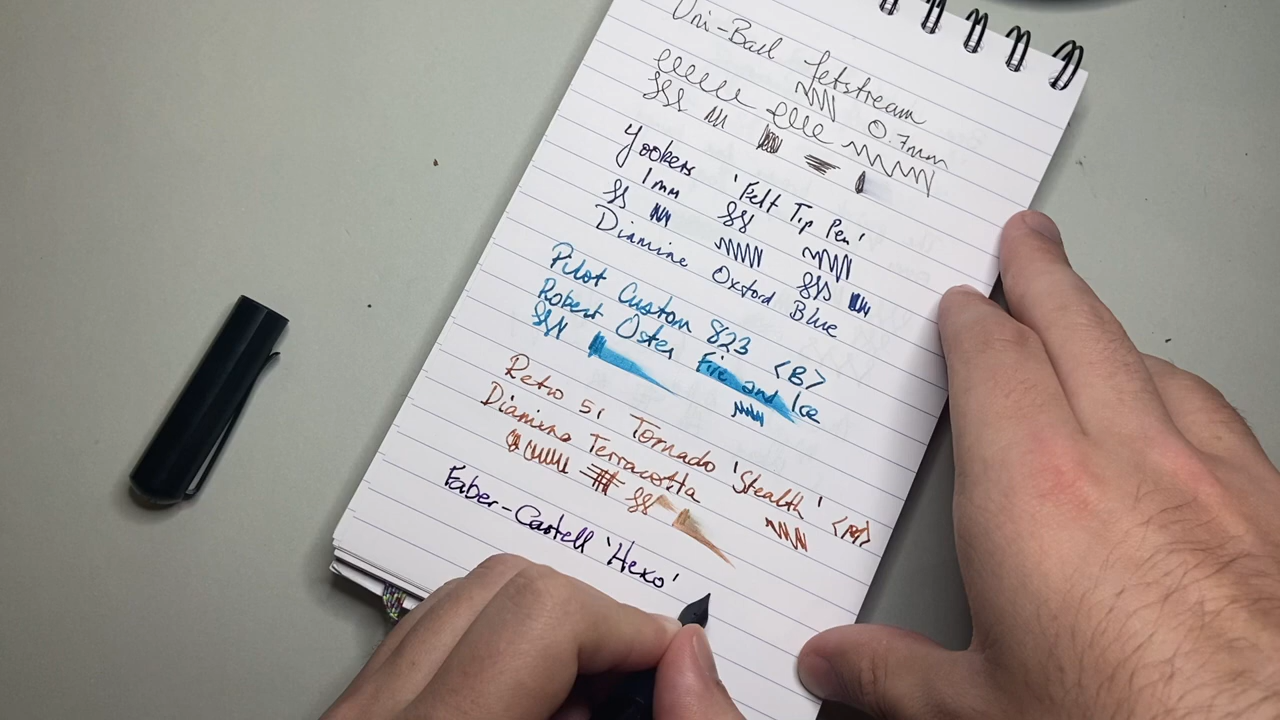 Uni-Ball Jetstream
0.7mm
Yookers 'Felt Tip Pen'
1mm
Diamine Oxford Blue
Pilot Custom 823 <B>
Robert Oster Fire and Ice
Retro 51 Tornado 'Stealth' <M>
Diamine Terracotta
Faber-Castell 'Hexo'